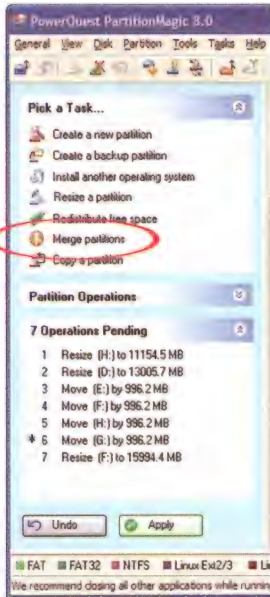 PowerQuest PartitionMagic 8.0
General View Disk Partition Tools Tasks Help
Pick a Task...
Create a new partition
Create a backup partition
Install another operating system
Resize a partition
Redistribute free space
Merge partitions
Copy a partition
Partition Operations
7 Operations Pending
1 Resize (H:) to 11154.5 MB
2 Resize (D:) to 13005.7 MB
3 Move (E:) by 996.2 MB
4 Move (F:) by 996.2 MB
5 Move (H:) by 996.2 MB
* 6 Move (G:) by 996.2 MB
7 Resize (F:) to 15994.4 MB
Undo Apply
FAT FAT32 NTFS Linux Ext2/3 Li
We recommend closing all other applications while runnin